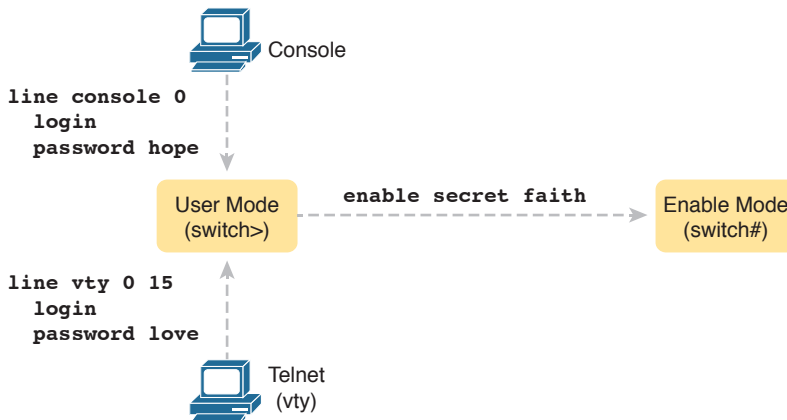 Console
line console 0
login
password hope
User Mode
(switch>)
enable secret faith
Enable Mode
(switch#)
line vty 0 15
login
password love
Telnet
(vty)